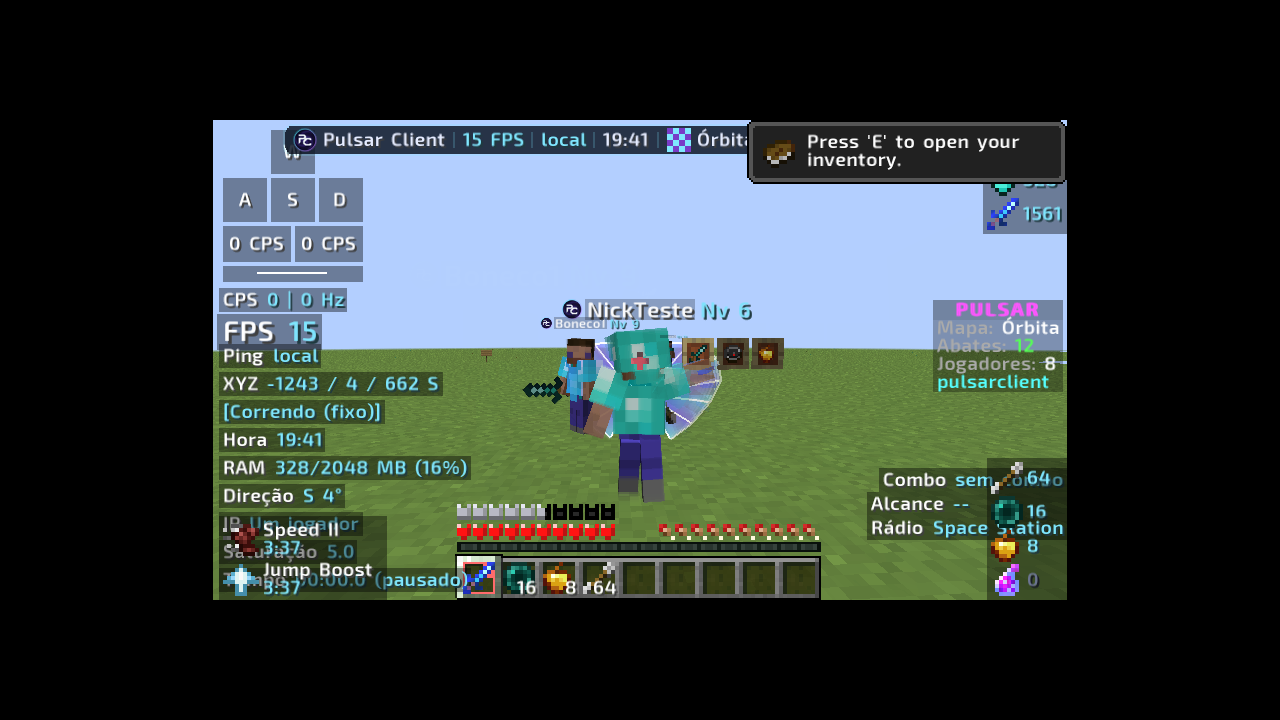 Pulsar Client | 15 FPS | local | 19:41 |
Press 'E' to open your
inventory.
A
S
D
1561
0 CPS
0 CPS
CPS 0 | 0 Hz
NickTeste Nv 6
Boneco1 Nv 9
PULSAR
Mapa: Órbita
Abates: 12
Jogadores: 8
pulsarclient
FPS 15
Ping local
XYZ -1243 / 4 / 662 S
[Correndo (fixo)]
Hora 19:41
RAM 328/2048 MB (16%)
Direção S 4°
Combo sem
64
Alcance --
16
Rádio Space Station
8
0
Speed II
3:37
Saturação 5.0
Jump Boost
3:37
(pausado)
16
8
64